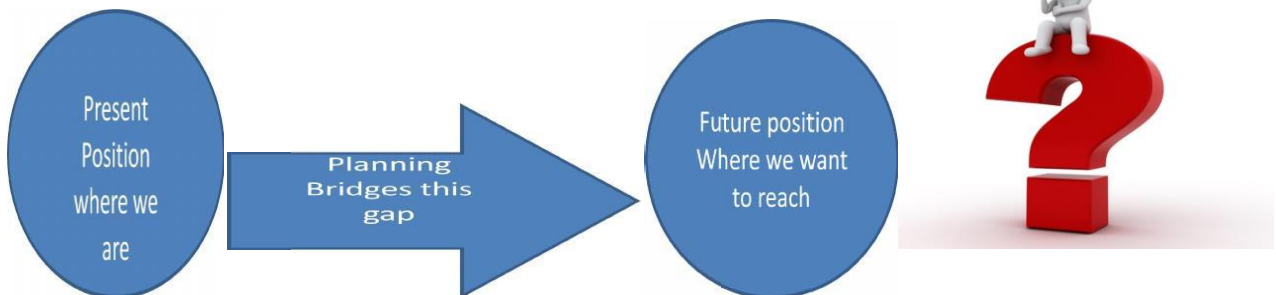 Present
Position
where we
are
Planning
Bridges this
gap
Future position
Where we want
to reach